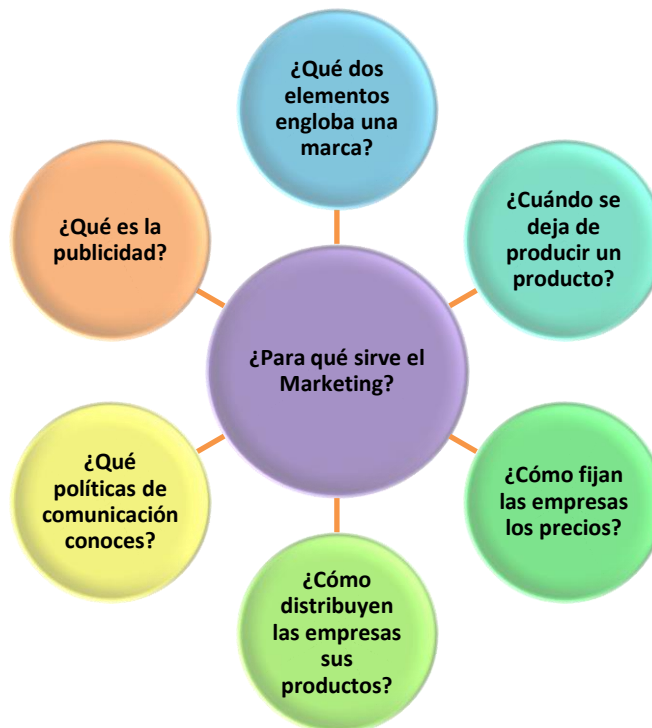 ¿Qué dos
elementos
engloba una
marca?
¿Cuándo se
deja de
producir un
producto?
¿Cómo fijan
las empresas
los precios?
¿Cómo
distribuyen
las empresas
sus
productos?
¿Qué
políticas de
comunicación
conoces?
¿Qué es la
publicidad?
¿Para qué sirve el
Marketing?